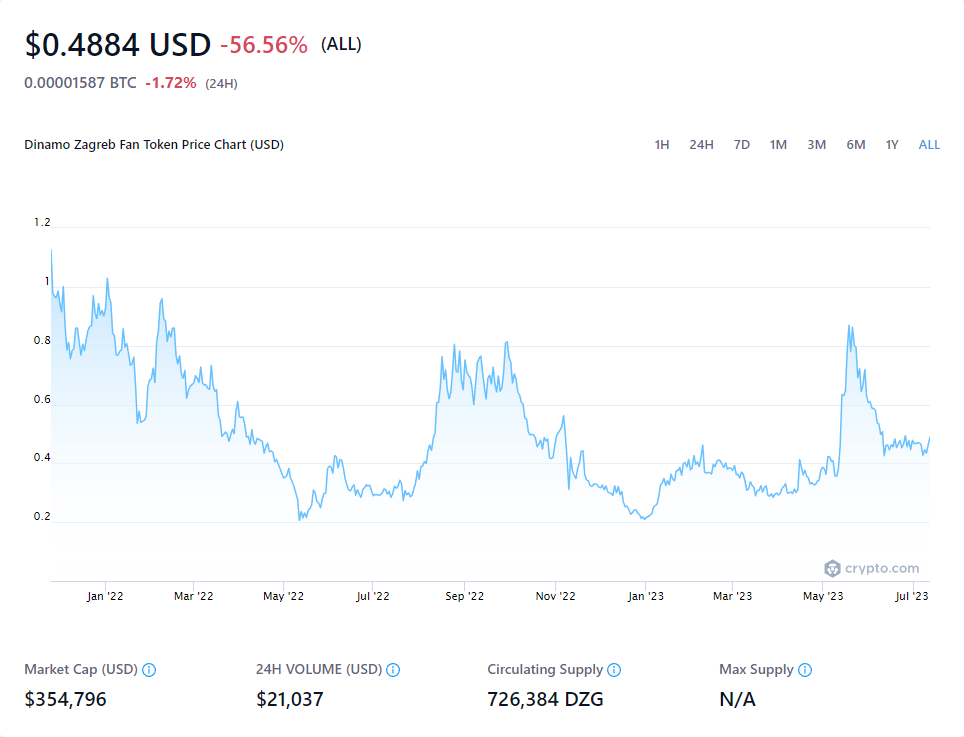 $0.4884 USD -56.56% (ALL)
0.00001587 BTC -1.72% (24H)
Dinamo Zagreb Fan Token Price Chart (USD) 1H 24H 7D 1M 3M 6M 1Y ALL
1.2
1
0.8
0.6
0.4
0.2
crypto.com
Jan '22 Mar '22 May '22 Jul '22 Sep '22 Nov '22 Jan '23 Mar '23 May '23 Jul '23
Market Cap (USD) 24H VOLUME (USD) Circulating Supply Max Supply
$354,796 $21,037 726,384 DZG N/A